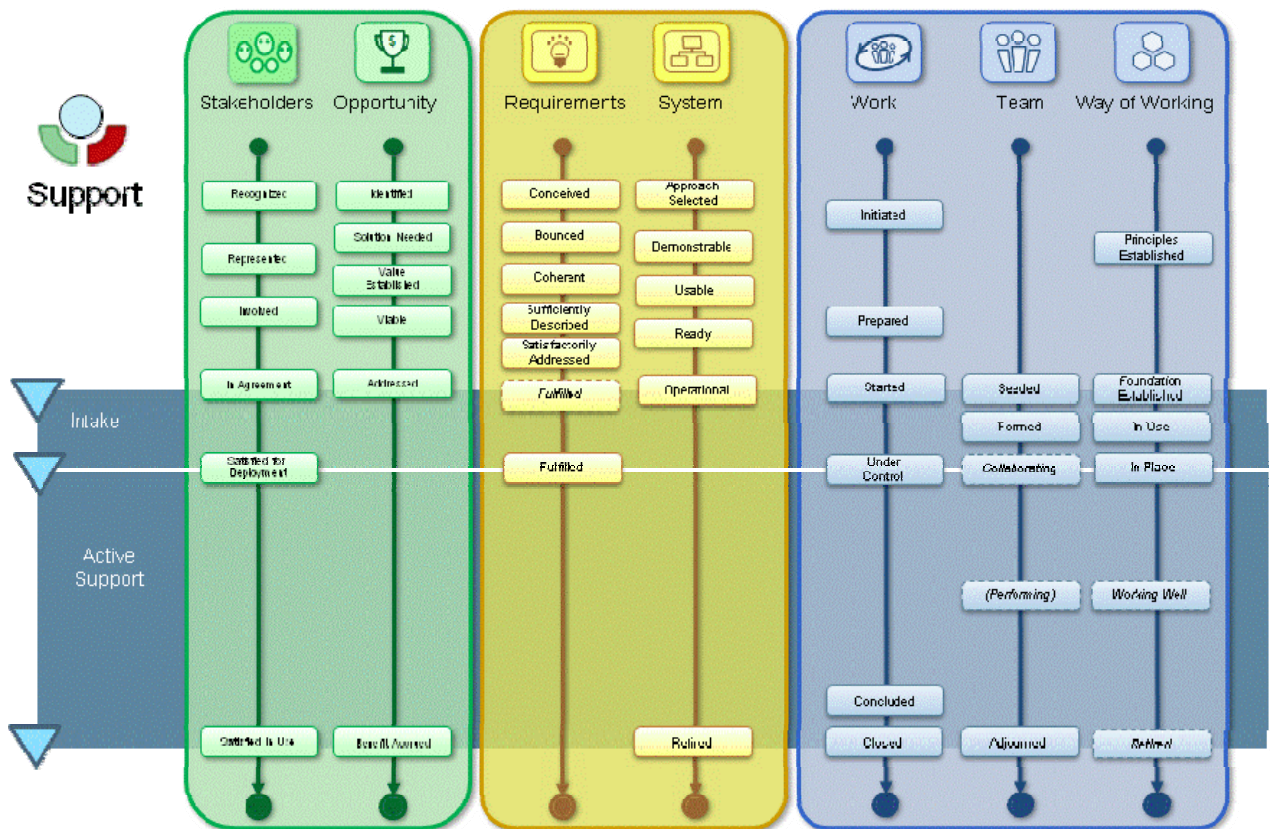 Support
Stakeholders
Opportunity
Requirements
System
Work
Team
Way of Working
Recognized
Represented
Involved
In Agreement
Satisfied for
Deployment
Satisfied In Use
Identified
Solution Needed
Value
Established
Viable
Addressed
Benefit Accrued
Conceived
Bounced
Coherent
Sufficiently
Described
Satisfactorily
Addressed
Fulfilled
Fulfilled
Approach
Selected
Demonstrable
Usable
Ready
Operational
Retired
Initiated
Prepared
Started
Under
Control
Concluded
Closed
Seeded
Formed
Collaborating
(Performing)
Adjourned
Principles
Established
Foundation
Established
In Use
In Place
Working Well
Retired
Intake
Active
Support
$